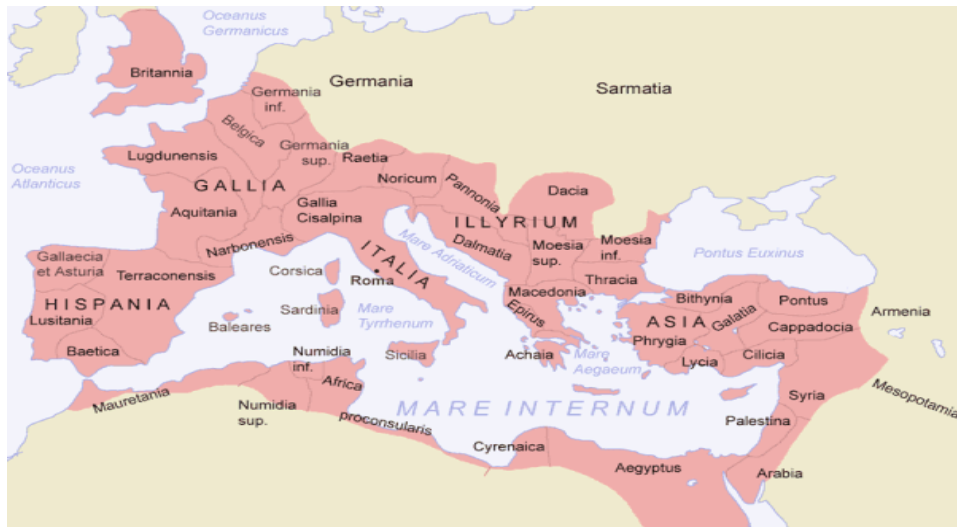 Oceanus
Germanicus
Britannia
Germania
Sarmatia
Germania
inf.
Belgica
Germania
sup.
Lugdunensis
Raetia
Oceanus
Atlanticus
GALLIA
Noricum
Pannonia
Dacia
Aquitania
Gallia
Cisalpina
ILLYRIUM
Narbonensis
ITALIA
Mare Adriaticum
Dalmatia
Moesia
sup.
Moesia
inf.
Pontus Euxinus
Gallaecia
et Asturia
Terraconensis
Corsica
Roma
Thracia
HISPANIA
Sardinia
Mare
Tyrrhenum
Macedonia
Epirus
Bithynia
Pontus
Armenia
Lusitania
Baleares
ASIA
Galatia
Cappadocia
Phrygia
Baetica
Numidia
inf.
Sicilia
Achaia
Mare
Aegaeum
Lycia
Cilicia
Mauretania
Africa
proconsularis
Numidia
sup.
MARE INTERNUM
Syria
Mesopotamia
Palestina
Cyrenaica
Aegyptus
Arabia